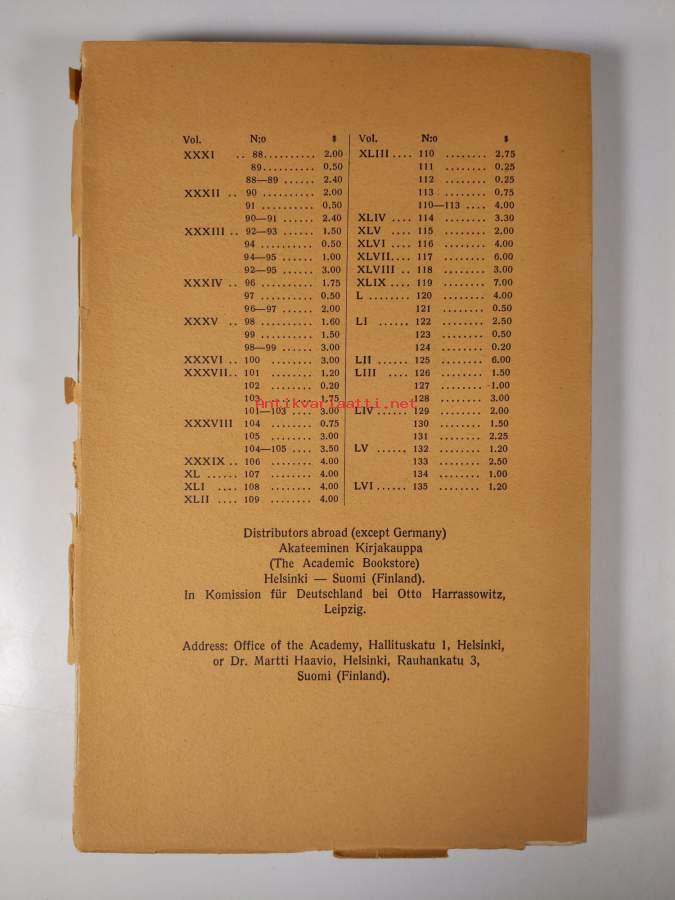 Vol. N:o $
XXXI .. 88.......... 2.00
89.......... 0.50
88—89 ...... 2.40
XXXII .. 90 .......... 2.00
91 .......... 0.50
90—91 ...... 2.40
XXXIII .. 92—93 ...... 1.50
94 .......... 0.50
94—95 ...... 1.00
92—95 ...... 3.00
XXXIV .. 96 .......... 1.75
97 .......... 0.50
96—97 ...... 2.00
XXXV .. 98 .......... 1.60
99 .......... 1.50
98—99 ...... 3.00
XXXVI .. 100 ........ 3.00
XXXVII.. 101 ........ 1.20
102 ........ 0.20
103 ........ 1.75
101—103 .... 3.00
XXXVIII 104 ........ 0.75
105 ........ 3.00
104—105 .... 3.50
XXXIX .. 106 ........ 4.00
XL ...... 107 ........ 4.00
XLI .... 108 ........ 4.00
XLII .... 109 ........ 4.00
Vol. N:o $
XLIII .... 110 ........ 2.75
111 ........ 0.25
112 ........ 0.25
113 ........ 0.75
110—113 .... 4.00
XLIV .... 114 ........ 3.30
XLV .... 115 ........ 2.00
XLVI .... 116 ........ 4.00
XLVII.... 117 ........ 6.00
XLVIII .. 118 ........ 3.00
XLIX .... 119 ........ 7.00
L ........ 120 ........ 4.00
121 ........ 0.50
LI ...... 122 ........ 2.50
123 ........ 0.50
124 ........ 0.20
LII ...... 125 ........ 6.00
LIII .... 126 ........ 1.50
127 ........ 1.00
128 ........ 3.00
LIV ...... 129 ........ 2.00
130 ........ 1.50
131 ........ 2.25
LV ...... 132 ........ 1.20
133 ........ 2.50
134 ........ 1.00
LVI ...... 135 ........ 1.20
Antikvariaatti.net
Distributors abroad (except Germany)
Akateeminen Kirjakauppa
(The Academic Bookstore)
Helsinki — Suomi (Finland).
In Komission für Deutschland bei Otto Harrassowitz,
Leipzig.
Address: Office of the Academy, Hallituskatu 1, Helsinki,
or Dr. Martti Haavio, Helsinki, Rauhankatu 3,
Suomi (Finland).